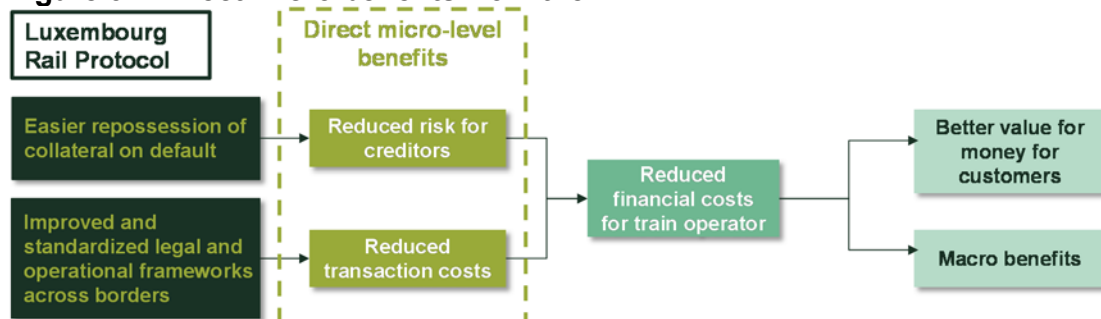 Luxembourg
Rail Protocol
Direct micro-level
benefits
Easier repossession of
collateral on default
Reduced risk for
creditors
Improved and
standardized legal and
operational frameworks
across borders
Reduced
transaction costs
Reduced
financial costs
for train operator
Better value for
money for
customers
Macro benefits